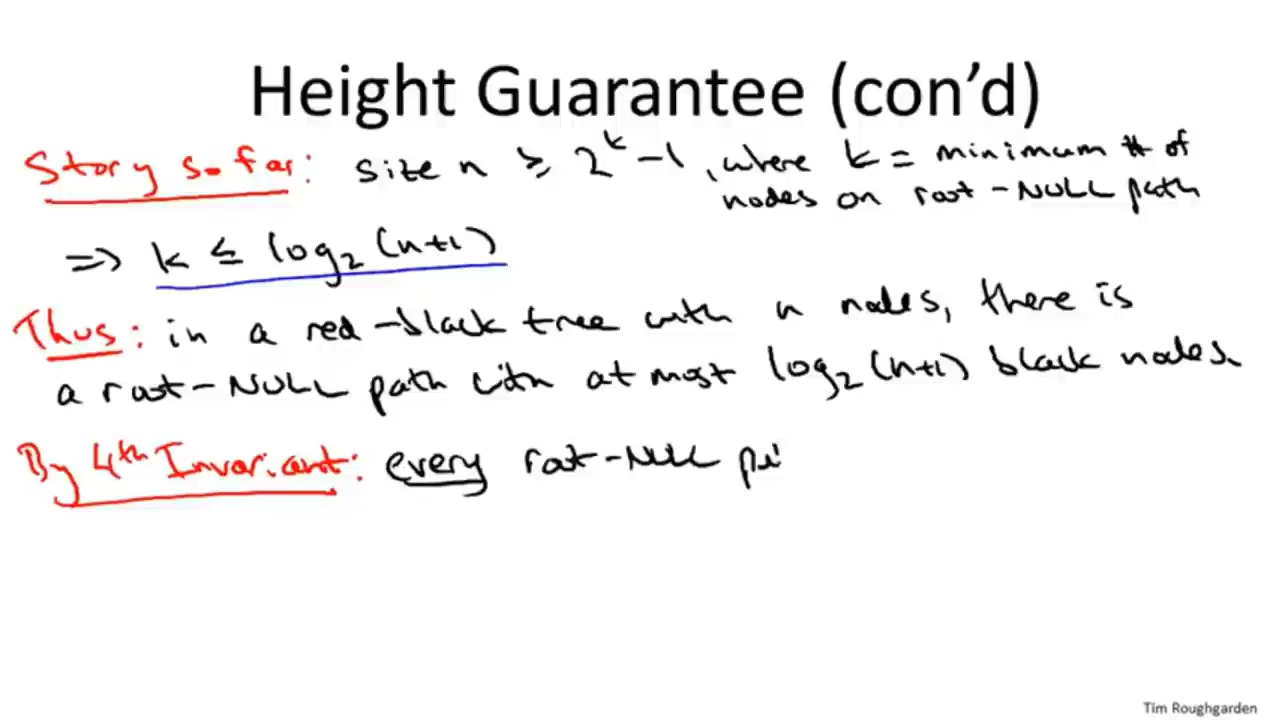 Height Guarantee (con'd)
Story so far: size n ≥ 2^k -1, where k = minimum # of
nodes on root-NULL path
=> k ≤ log₂(n+1)
Thus: in a red-black tree with n nodes, there is
a root-NULL path with at most log₂(n+1) black nodes.
By 4th Invariant: every root-NULL
Tim Roughgarden